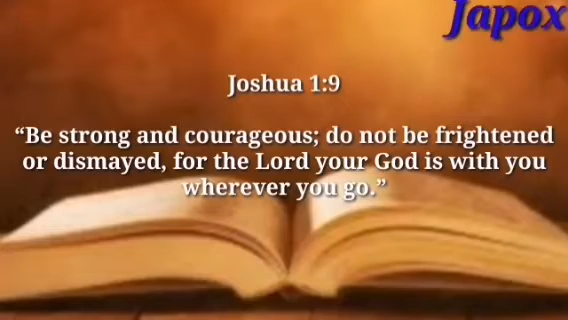 Japox
Joshua 1:9
“Be strong and courageous; do not be frightened
or dismayed, for the Lord your God is with you
wherever you go.”